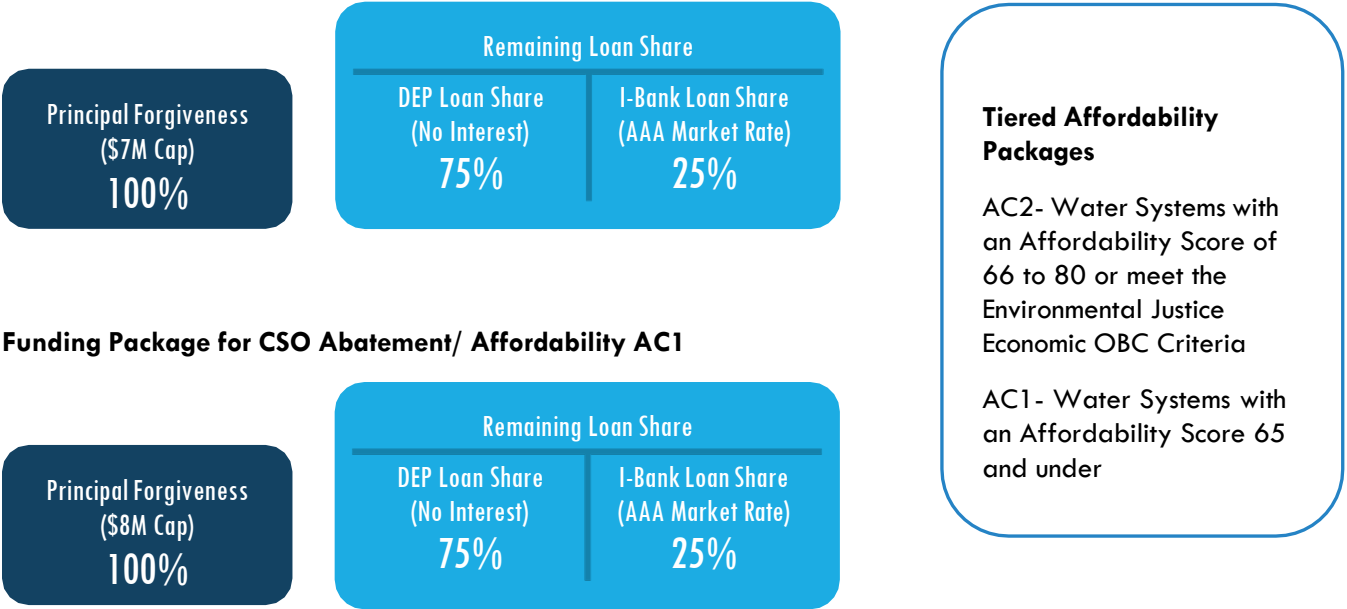 Principal Forgiveness
($7M Cap)
100%
Remaining Loan Share
DEP Loan Share
(No Interest)
75%
I-Bank Loan Share
(AAA Market Rate)
25%
Funding Package for CSO Abatement/ Affordability AC1
Principal Forgiveness
($8M Cap)
100%
Remaining Loan Share
DEP Loan Share
(No Interest)
75%
I-Bank Loan Share
(AAA Market Rate)
25%
Tiered Affordability
Packages
AC2- Water Systems with
an Affordability Score of
66 to 80 or meet the
Environmental Justice
Economic OBC Criteria
AC1- Water Systems with
an Affordability Score 65
and under